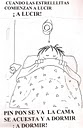 CUANDO LAS ESTRELLITAS
COMIENZAN A LUCIR
¡ A LUCIR!
PIN PON SE VA LA CAMA
SE ACUESTA Y A DORMIR
¡ A DORMIR!